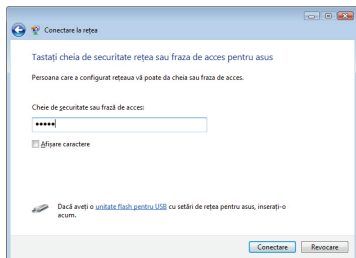 Conectare la rețea
Tastați cheia de securitate rețea sau fraza de acces pentru asus
Persoana care a configurat rețeaua vă poate da cheia sau fraza de acces.
Cheie de securitate sau frază de acces:
•••••
Afișare caractere
Dacă aveți o unitate flash pentru USB cu setări de rețea pentru asus, inserați-o
acum.
Conectare Revocare